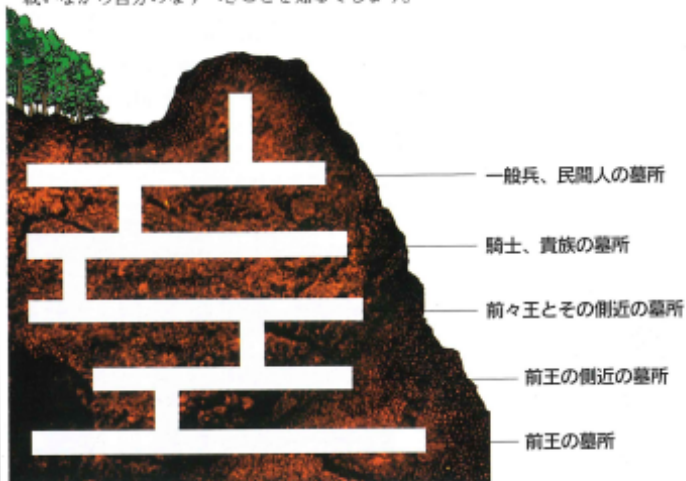 一般兵、民間人の墓所
騎士、貴族の墓所
前々王とその側近の墓所
前王の側近の墓所
前王の墓所